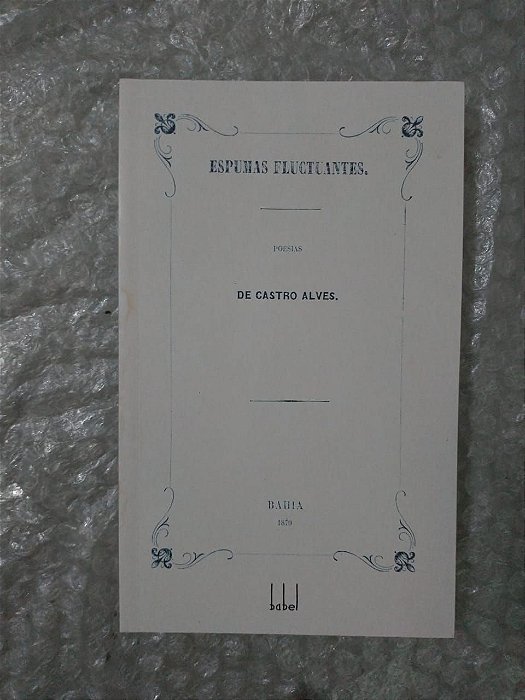 ESPUMAS FLUCTUANTES.
POESIAS
DE CASTRO ALVES.
BAHIA
1870
babel